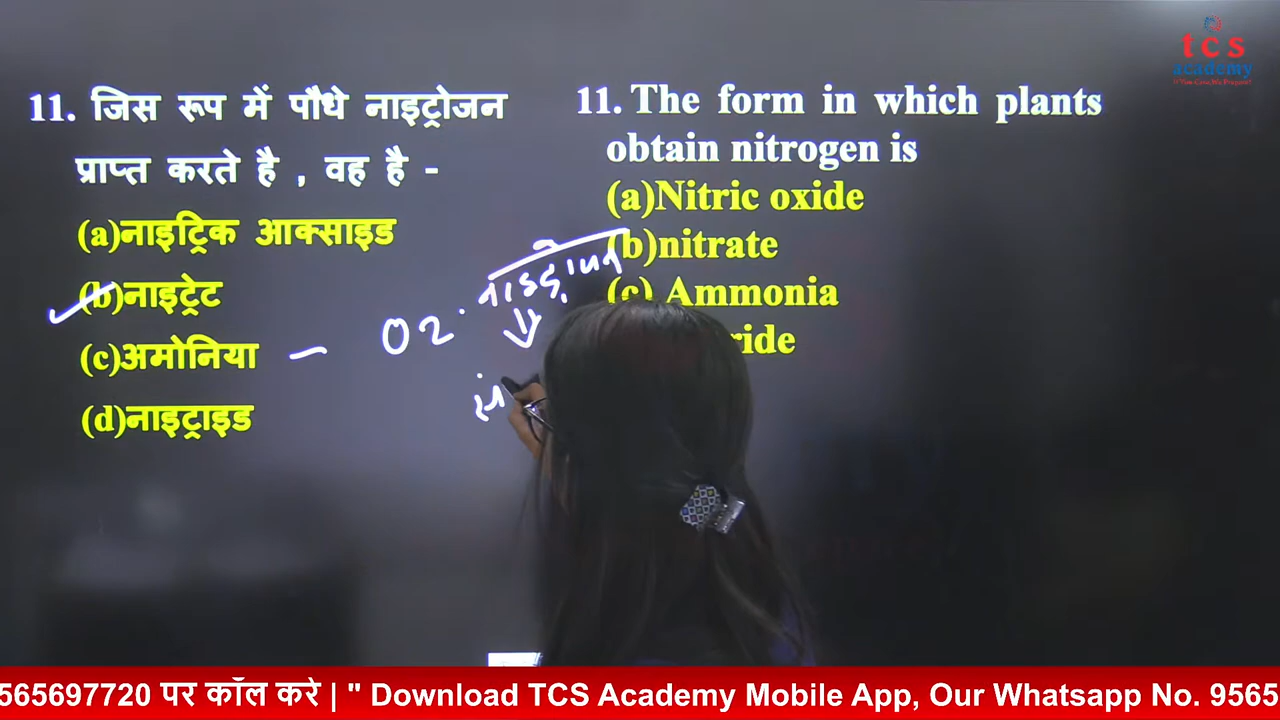 tcs
academy
11. जिस रूप में पौधे नाइट्रोजन
प्राप्त करते है , वह है -
(a)नाइट्रिक आक्साइड
(b)नाइट्रेट
(c)अमोनिया
(d)नाइट्राइड
11. The form in which plants
obtain nitrogen is
(a)Nitric oxide
(b)nitrate
(c) Ammonia
ride
02.
565697720 पर कॉल करे | " Download TCS Academy Mobile App, Our Whatsapp No. 9565